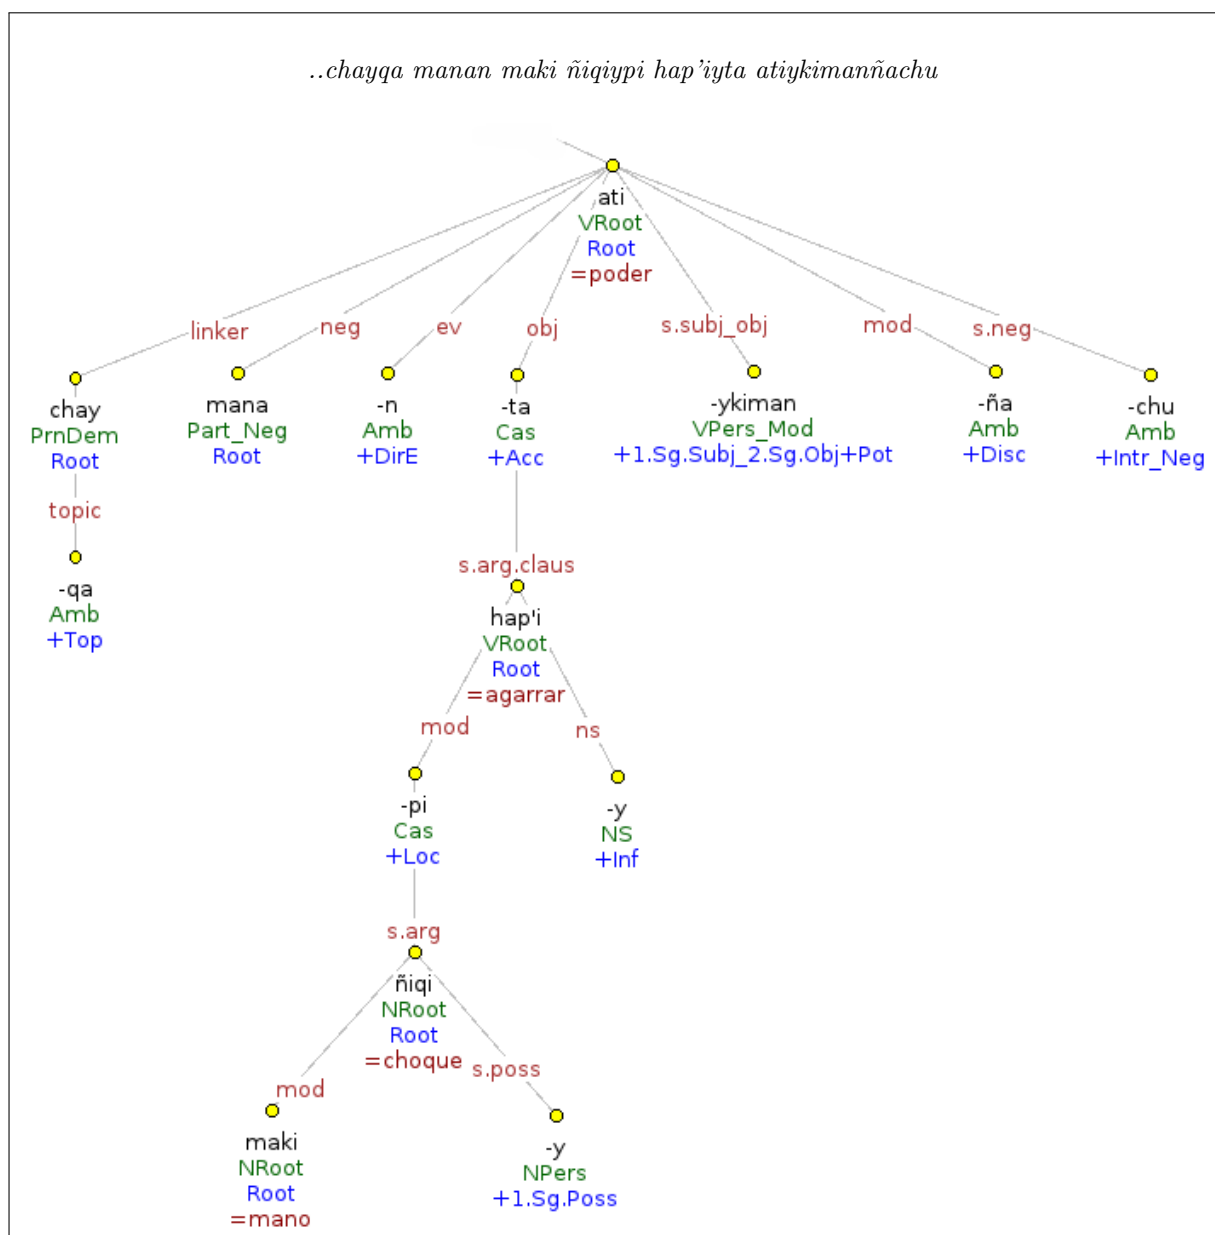 ..chayqa manan maki ñiqiypi hap'iyta atiykimanñachu
ati
VRoot
Root
=poder
linker neg ev obj s.subj_obj mod s.neg
chay mana -n -ta -ykiman -ña -chu
PrnDem Part_Neg Amb Cas VPers_Mod Amb Amb
Root Root +DirE +Acc +1.Sg.Subj_2.Sg.Obj+Pot +Disc +Intr_Neg
topic
s.arg.claus
-qa
Amb
+Top
hap'i
VRoot
Root
=agarrar
mod ns
-pi -y
Cas NS
+Loc +Inf
s.arg
ñiqi
NRoot
Root
=choque
mod s.poss
maki -y
NRoot NPers
Root +1.Sg.Poss
=mano